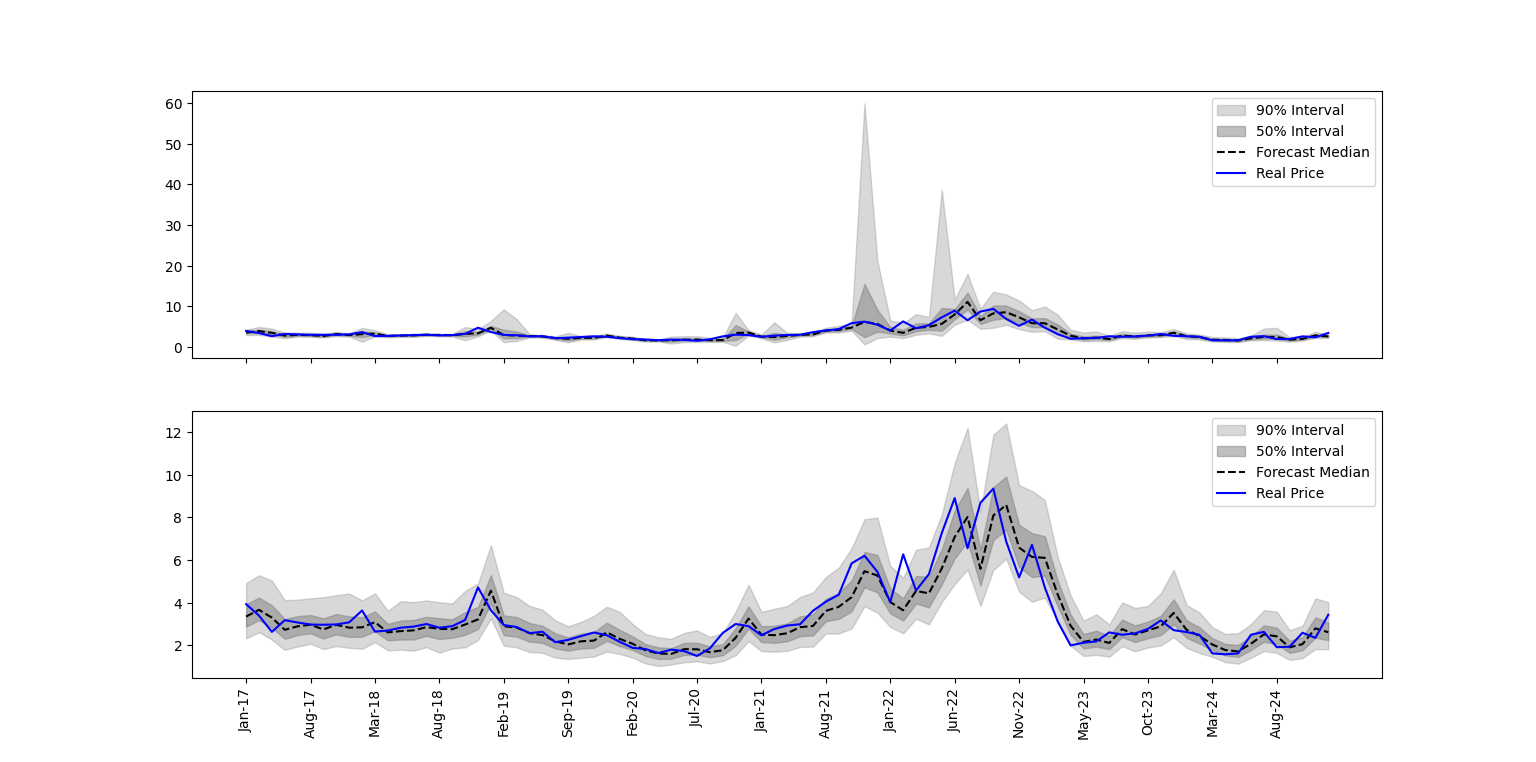 60
50
40
30
20
10
0
90% Interval
50% Interval
Forecast Median
Real Price
12
10
8
6
4
2
90% Interval
50% Interval
Forecast Median
Real Price
Jan-17
Aug-17
Mar-18
Aug-18
Feb-19
Sep-19
Feb-20
Jul-20
Jan-21
Aug-21
Jan-22
Jun-22
Nov-22
May-23
Oct-23
Mar-24
Aug-24